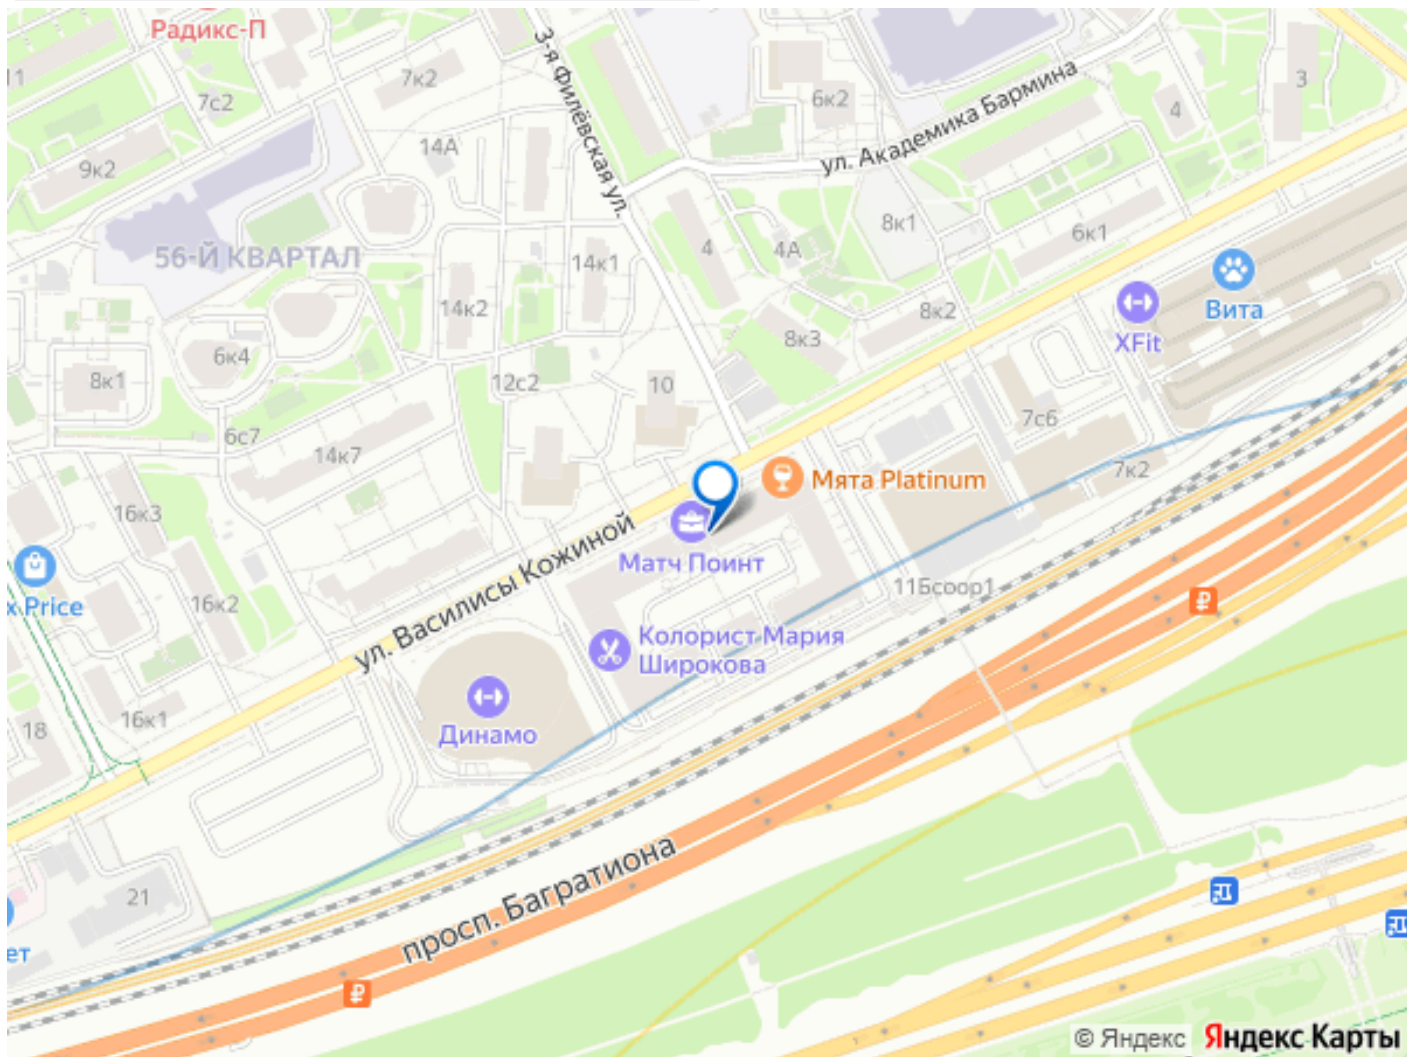 Радикс-П
11
7к2
7с2
3-я Филёвская ул.
6к2
ул. Академика Бармина
3
4
9к2
14А
56-Й КВАРТАЛ
14к1
4
4А
8к1
6к1
14к2
8к2
Вита
XFit
6к4
8к3
8к1
12с2
10
7с6
6с7
14к7
7к2
Мята Platinum
16к3
ул. Василисы Кожиной
Матч Поинт
x Price
16к2
11Бсоор1
Колорист Мария
Широкова
18
16к1
Динамо
21
просп. Багратиона
ет
© Яндекс Яндекс Карты